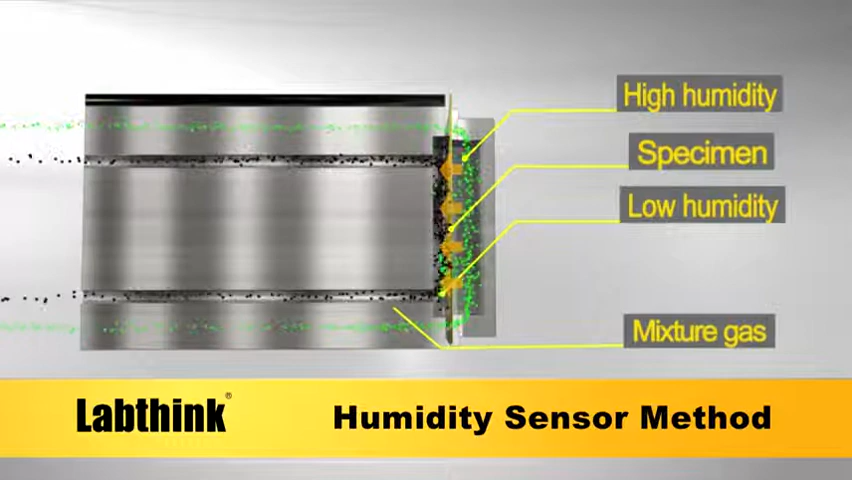 High humidity
Specimen
Low humidity
Mixture gas
Labthink®
Humidity Sensor Method